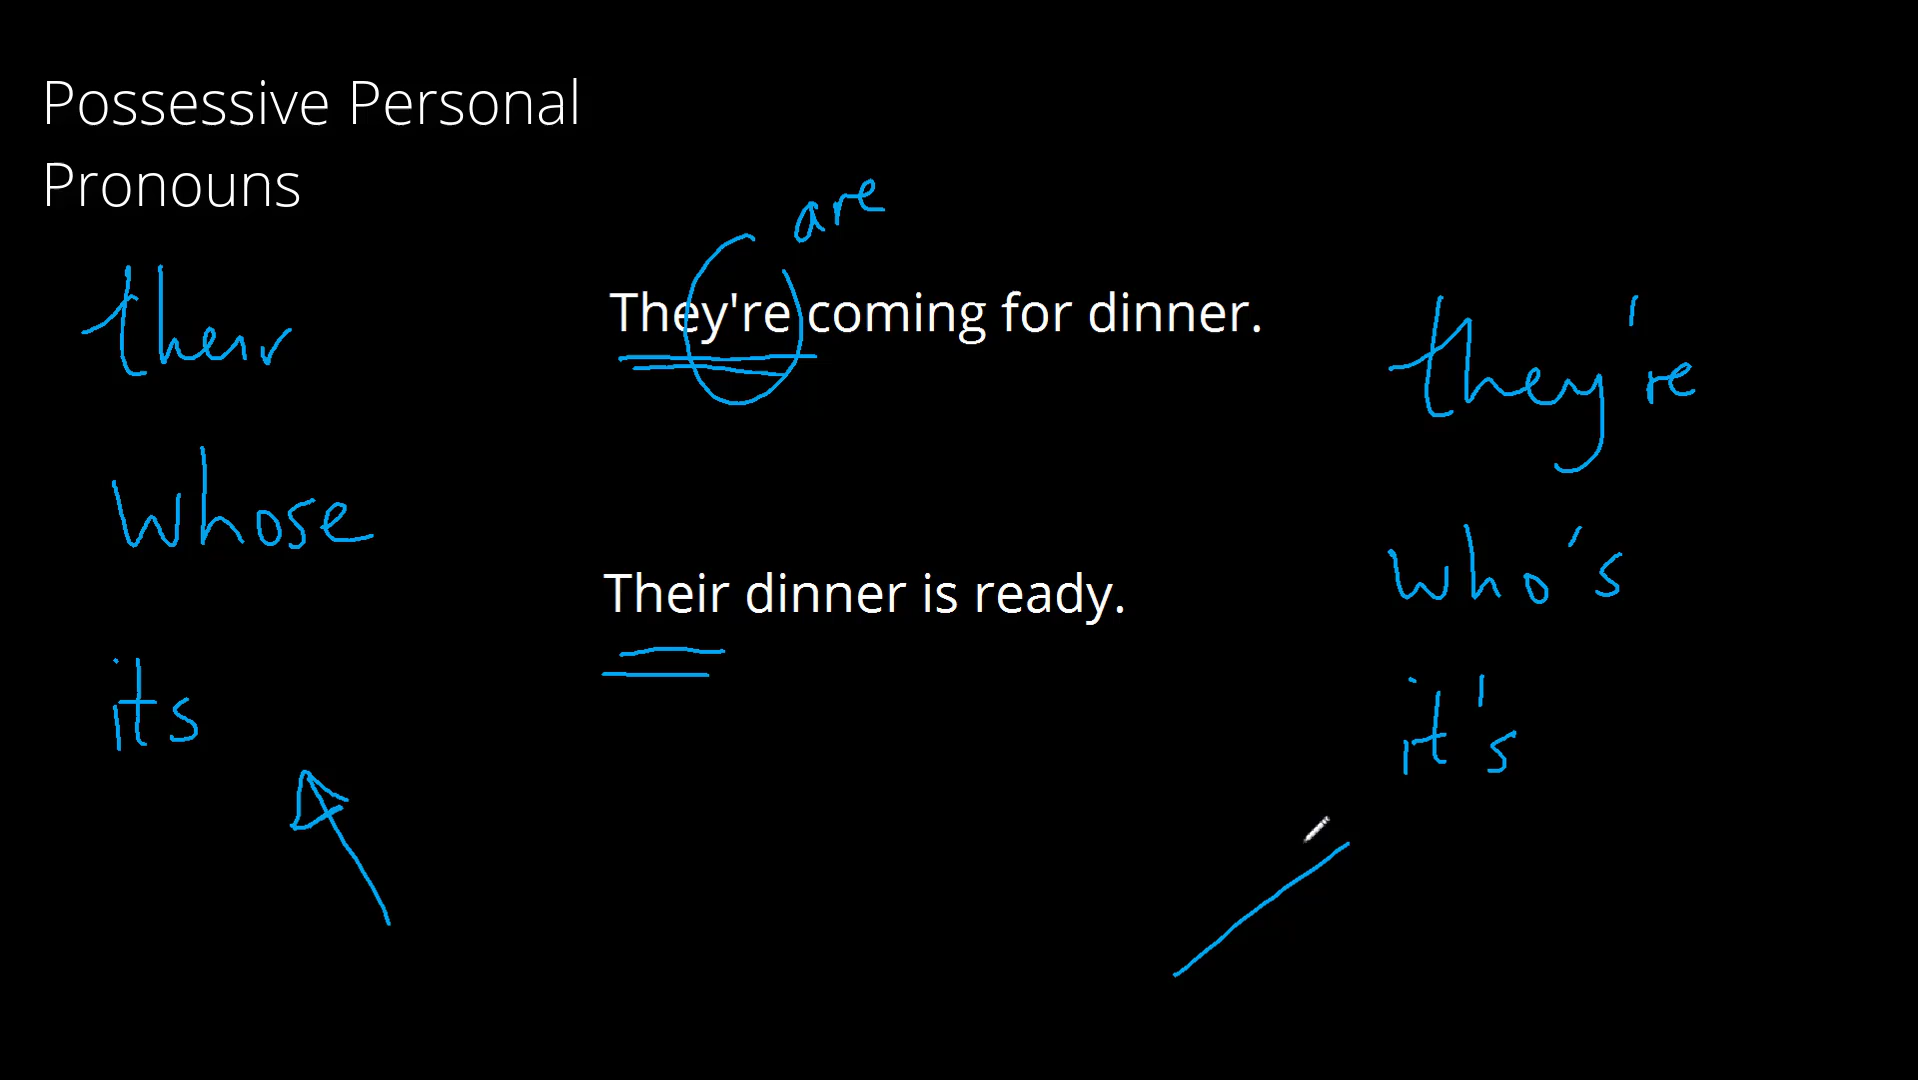 Possessive Personal
Pronouns
are
their
They're coming for dinner.
they're
whose
who's
Their dinner is ready.
its
it's